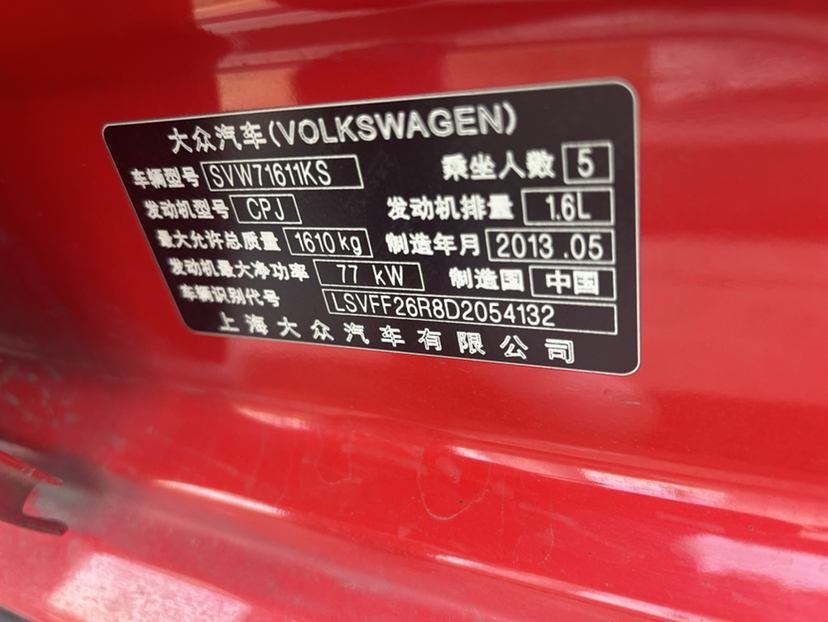 大众汽车(VOLKSWAGEN)
车辆型号 SVW71611KS 乘坐人数 5
发动机型号 CPJ 发动机排量 1.6L
最大允许总质量 1610kg 制造年月 2013.05
发动机最大净功率 77 kW 制造国 中国
车辆识别代号 LSVFF26R8D2054132
上海大众汽车有限公司